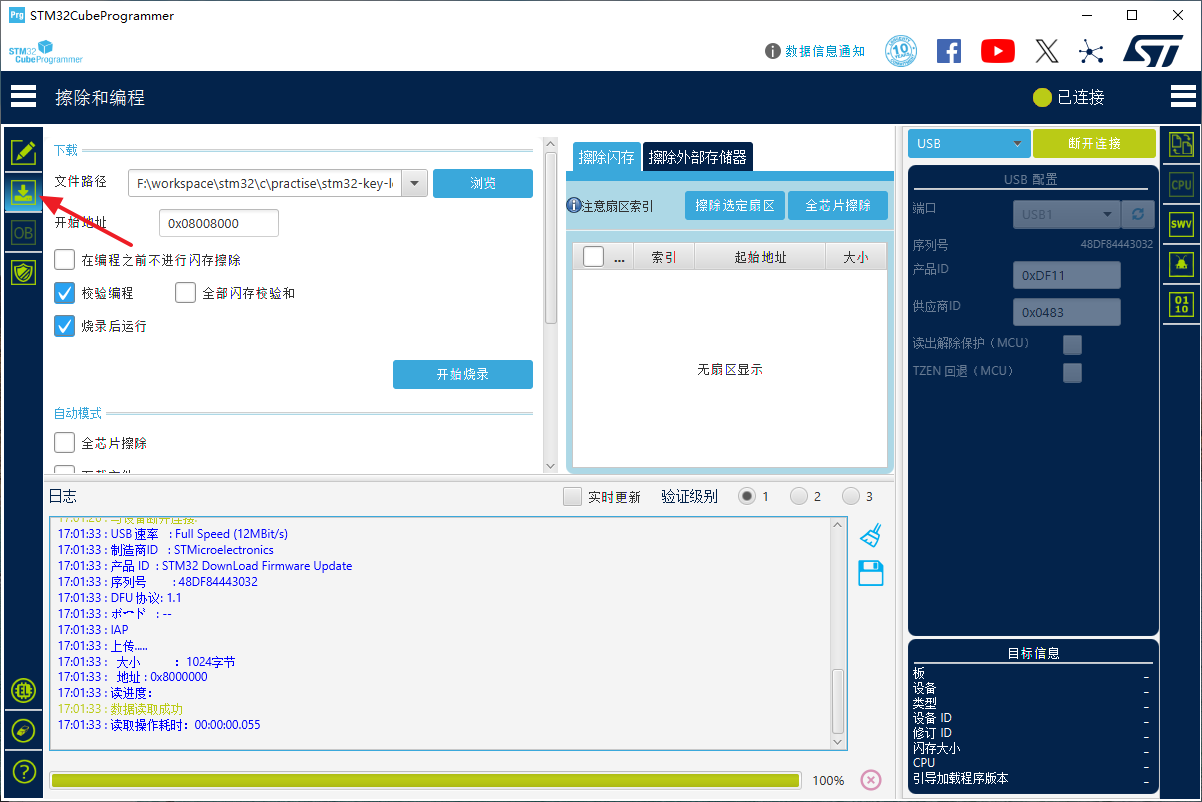 Prg STM32CubeProgrammer
STM32
CubeProgrammer
数据信息通知
10
YEARS
擦除和编程
已连接
OB
下载
文件路径
F:\workspace\stm32\c\practise\stm32-key-l
浏览
开始地址
0x08008000
在编程之前不进行闪存擦除
校验编程
全部闪存校验和
烧录后运行
开始烧录
自动模式
全芯片擦除
擦除闪存
擦除外部存储器
注意扇区索引
擦除选定扇区
全芯片擦除
...
索引
起始地址
大小
无扇区显示
USB
断开连接
USB 配置
端口
USB1
序列号
48DF84443032
产品ID
0xDF11
供应商ID
0x0483
读出解除保护（MCU）
TZEN 回退（MCU）
CPU
SWV
01
10
日志
实时更新
验证级别
1
2
3
17:01:33 : USB 速率 : Full Speed (12MBit/s)
17:01:33 : 制造商ID : STMicroelectronics
17:01:33 : 产品 ID : STM32 DownLoad Firmware Update
17:01:33 : 序列号 : 48DF84443032
17:01:33 : DFU 协议: 1.1
17:01:33 : ボード : --
17:01:33 : IAP
17:01:33 : 上传.....
17:01:33 : 大小 ：1024字节
17:01:33 : 地址 : 0x8000000
17:01:33 : 读进度：
17:01:33 : 数据读取成功
17:01:33 : 读取操作耗时：00:00:00.055
100%
目标信息
板 –
设备 –
类型 –
设备 ID –
修订 ID –
闪存大小 –
CPU –
引导加载程序版本 –